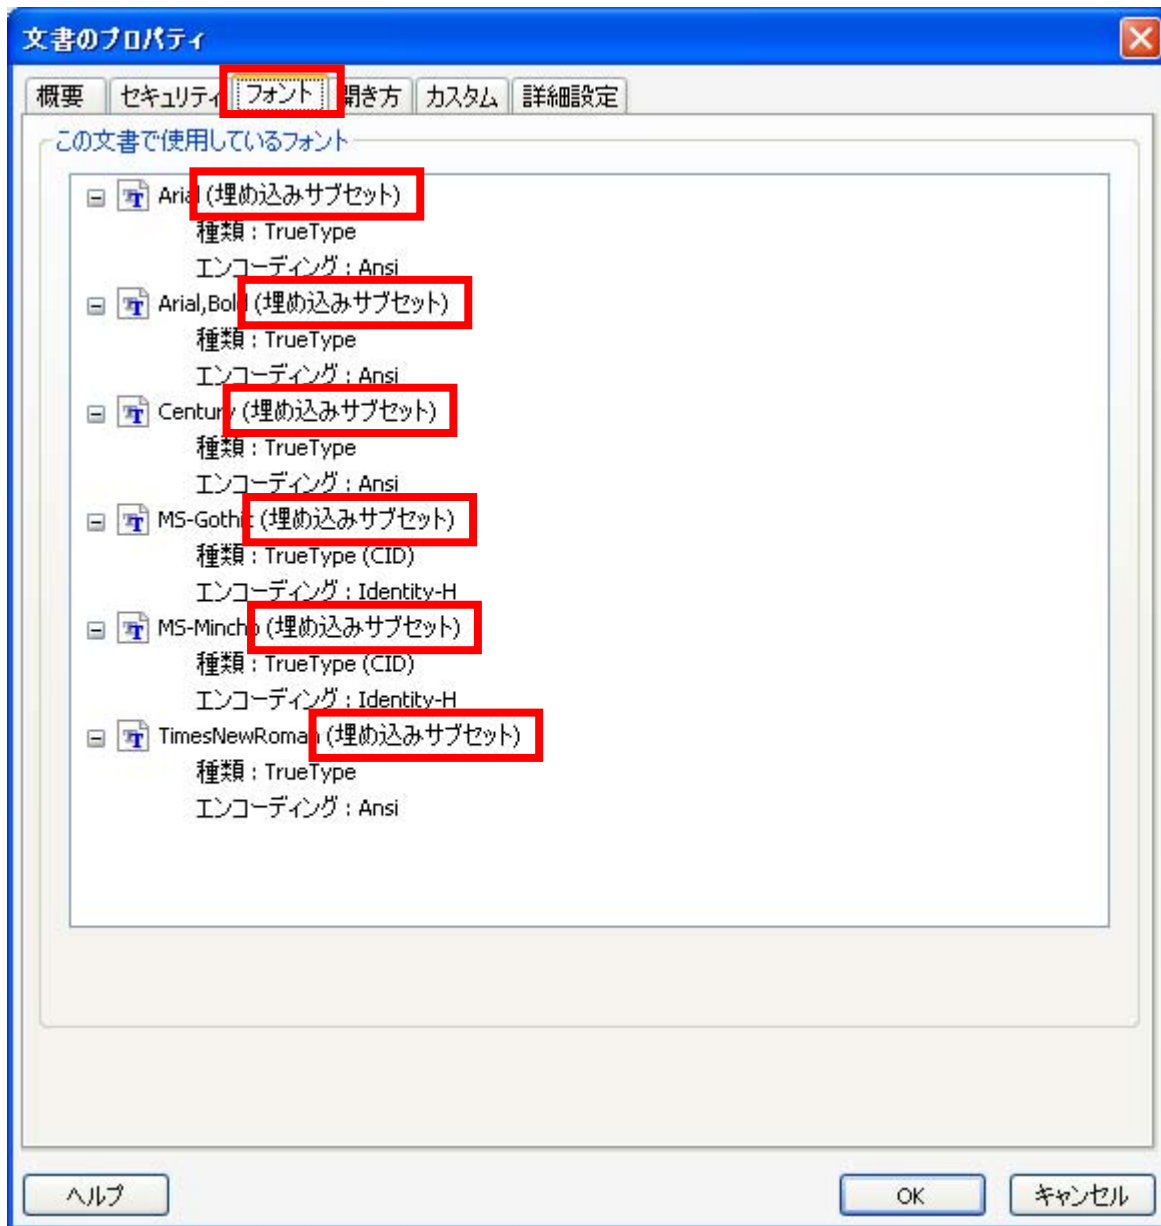 文書のプロパティ
概要 セキュリティ フォント 開き方 カスタム 詳細設定
この文書で使用しているフォント
Arial (埋め込みサブセット)
種類 : TrueType
エンコーディング : Ansi
Arial,Bold (埋め込みサブセット)
種類 : TrueType
エンコーディング : Ansi
Century (埋め込みサブセット)
種類 : TrueType
エンコーディング : Ansi
MS-Gothic (埋め込みサブセット)
種類 : TrueType (CID)
エンコーディング : Identity-H
MS-Mincho (埋め込みサブセット)
種類 : TrueType (CID)
エンコーディング : Identity-H
TimesNewRoman (埋め込みサブセット)
種類 : TrueType
エンコーディング : Ansi
ヘルプ OK キャンセル